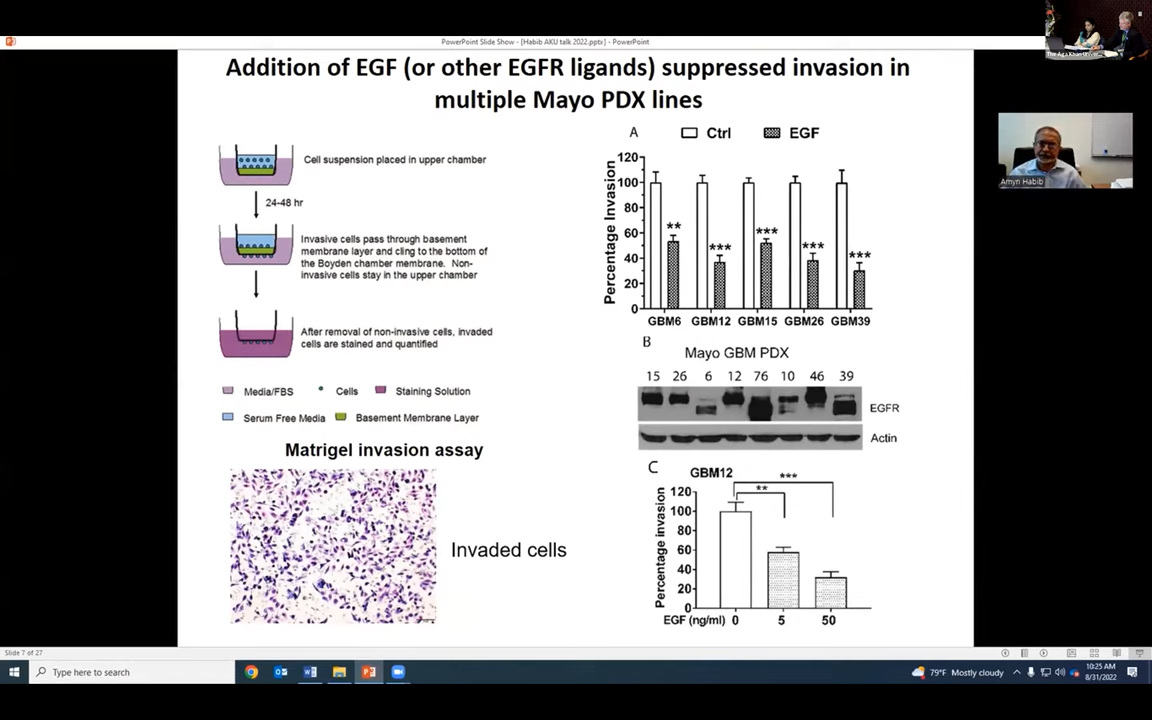 PowerPoint Slide Show - [Habib AKU talk 2022.pptx] - PowerPoint
Addition of EGF (or other EGFR ligands) suppressed invasion in
multiple Mayo PDX lines
Cell suspension placed in upper chamber
24-48 hr
Invasive cells pass through basement
membrane layer and cling to the bottom of
the Boyden chamber membrane. Non-
invasive cells stay in the upper chamber
After removal of non-invasive cells, invaded
cells are stained and quantified
Media/FBS Cells Staining Solution
Serum Free Media Basement Membrane Layer
Matrigel invasion assay
Invaded cells
A
Ctrl EGF
Percentage Invasion
120
100
80
60
40
20
0
** *** *** *** ***
GBM6 GBM12 GBM15 GBM26 GBM39
B
Mayo GBM PDX
15 26 6 12 76 10 46 39
EGFR
Actin
C
GBM12
***
**
Percentage invasion
120
100
80
60
40
20
0
EGF (ng/ml) 0 5 50
Amyn Habib
Slide 7 of 27
Type here to search
79°F Mostly cloudy
10:25 AM
8/31/2022